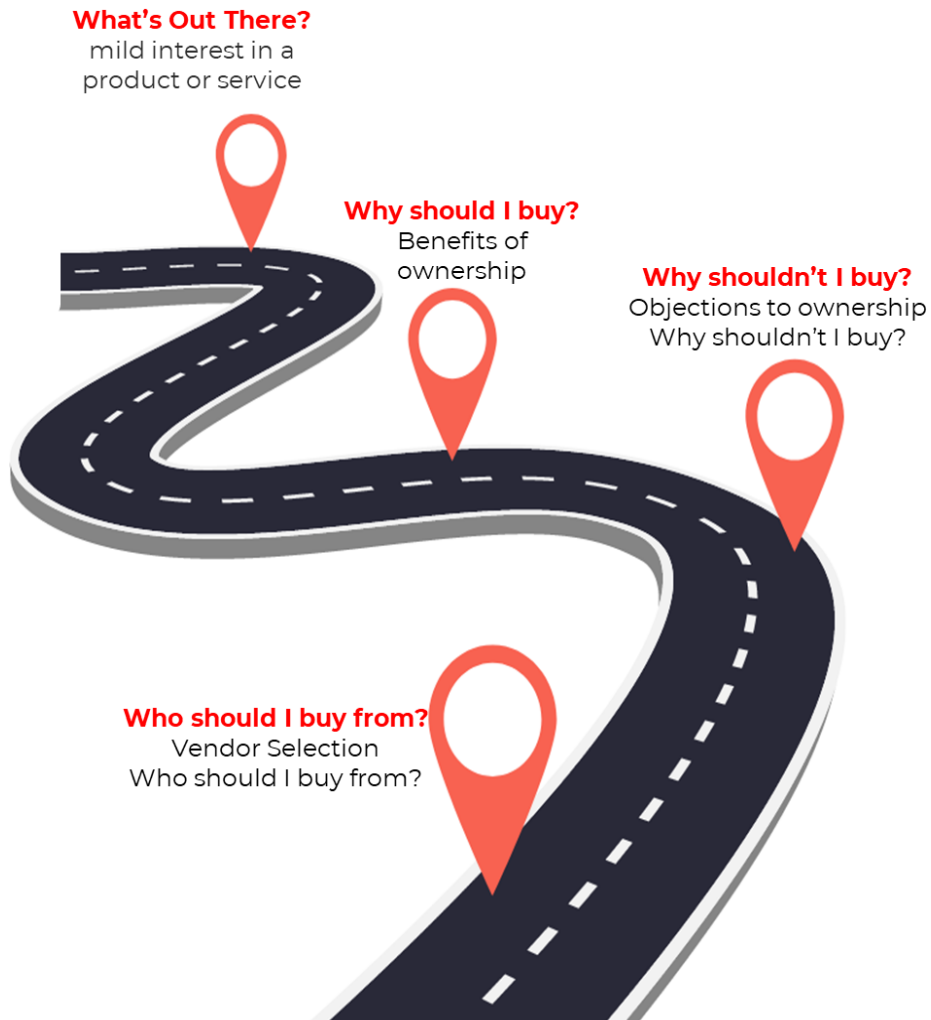 What’s Out There?
mild interest in a
product or service
Why should I buy?
Benefits of
ownership
Why shouldn’t I buy?
Objections to ownership
Why shouldn’t I buy?
Who should I buy from?
Vendor Selection
Who should I buy from?